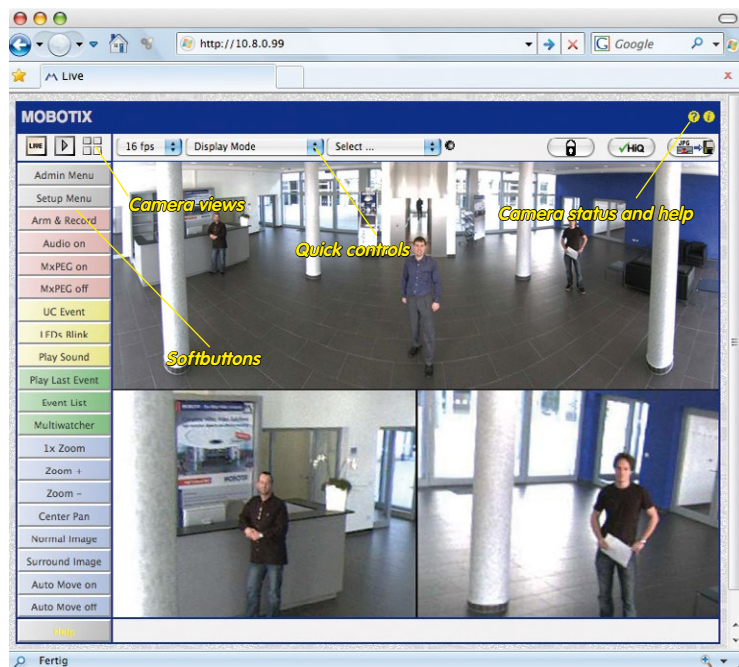 http://10.8.0.99
Google
Live
MOBOTIX
? i
LIVE
16 fps
Display Mode
Select ...
HiQ
JPG
Admin Menu
Setup Menu
Arm & Record
Audio on
MxPEG on
MxPEG off
UC Event
LEDs Blink
Play Sound
Play Last Event
Event List
Multiwatcher
1x Zoom
Zoom +
Zoom –
Center Pan
Normal Image
Surround Image
Auto Move on
Auto Move off
Help
Camera views
Quick controls
Camera status and help
Softbuttons
MOBOTIX
Fertig